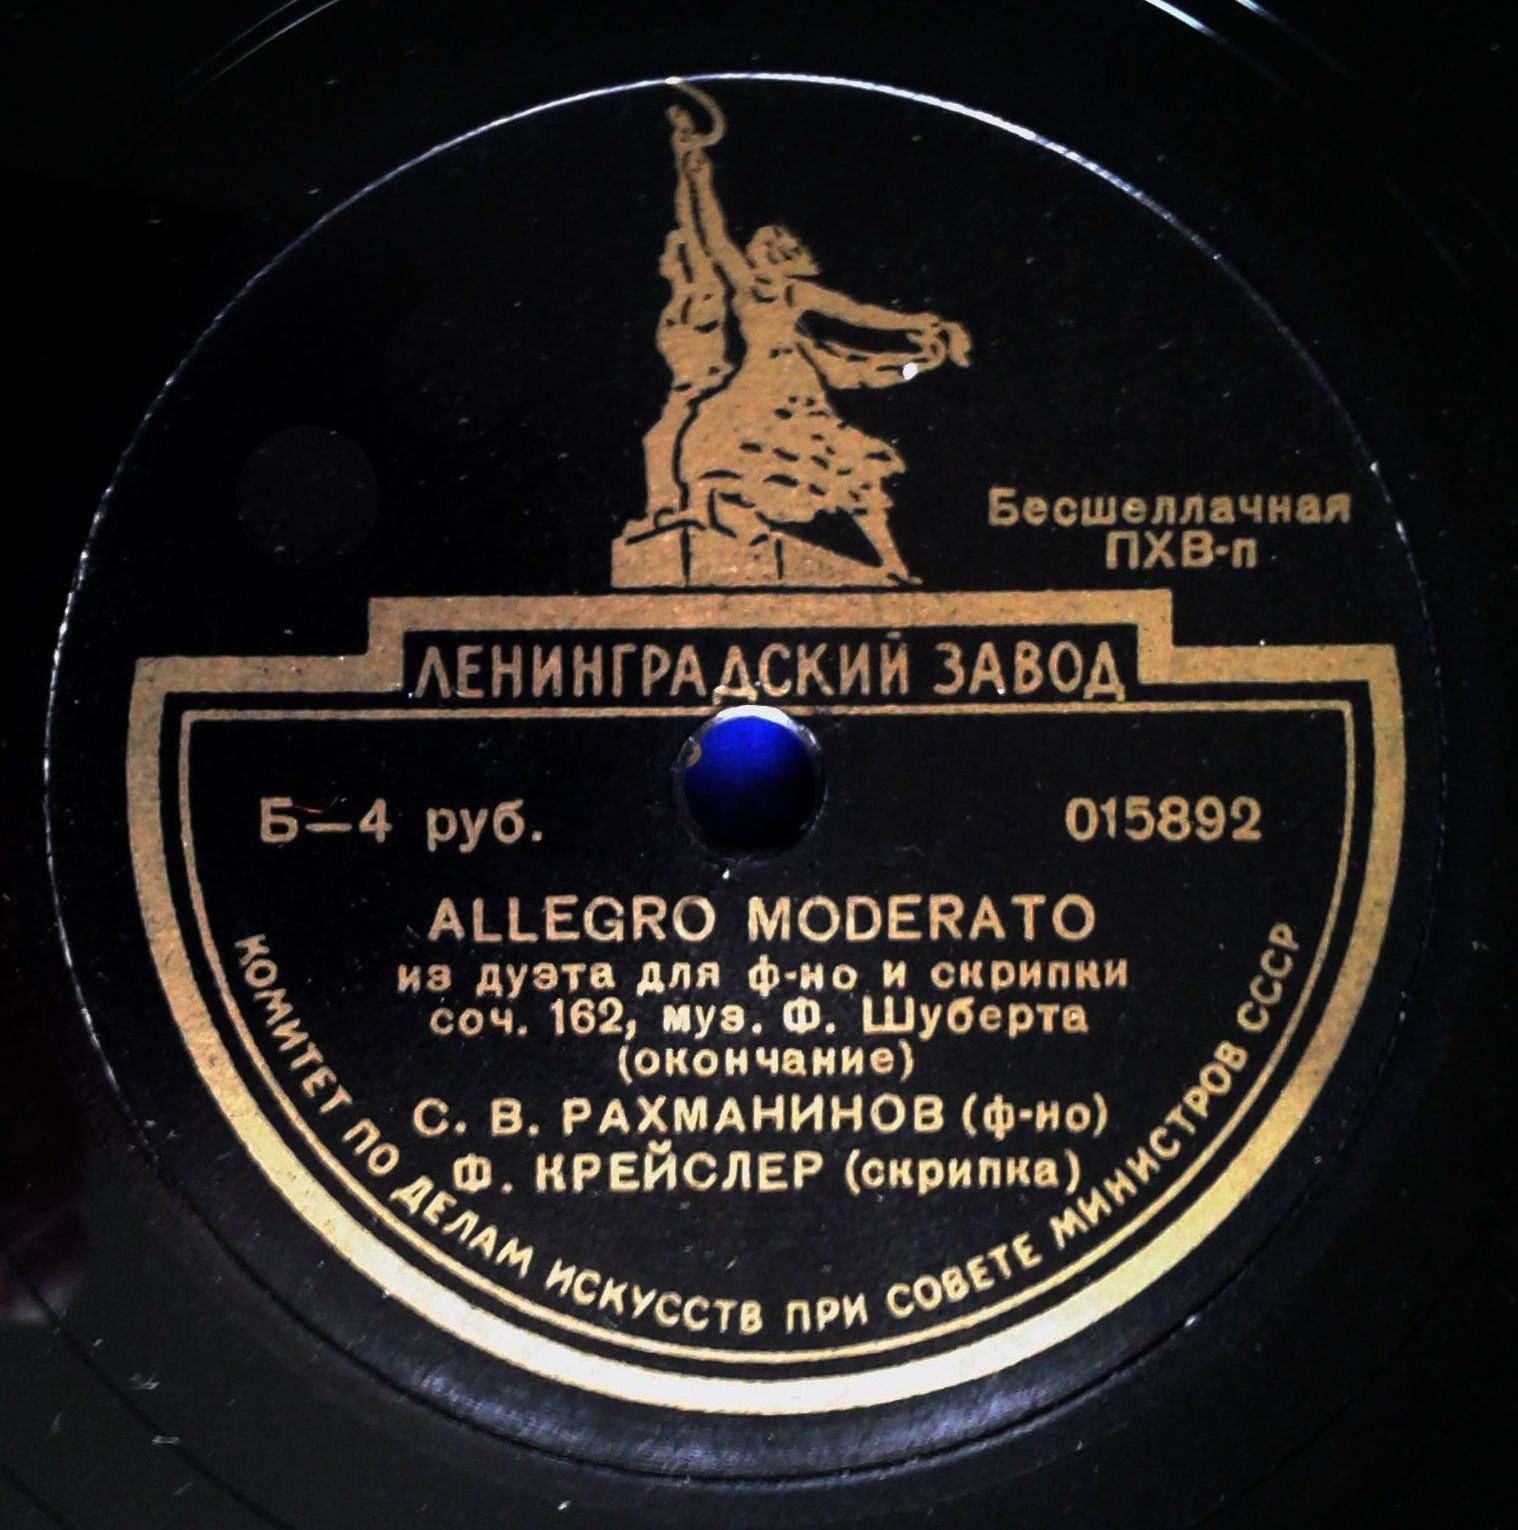 Бесшеллачная
ПХВ-п
ЛЕНИНГРАДСКИЙ ЗАВОД
Б—4 руб.
015892
ALLEGRO MODERATO
из дуэта для ф-но и скрипки
соч. 162, муз. Ф. Шуберта
(окончание)
С. В. РАХМАНИНОВ (ф-но)
Ф. КРЕЙСЛЕР (скрипка)
КОМИТЕТ ПО ДЕЛАМ ИСКУССТВ ПРИ СОВЕТЕ МИНИСТРОВ СССР